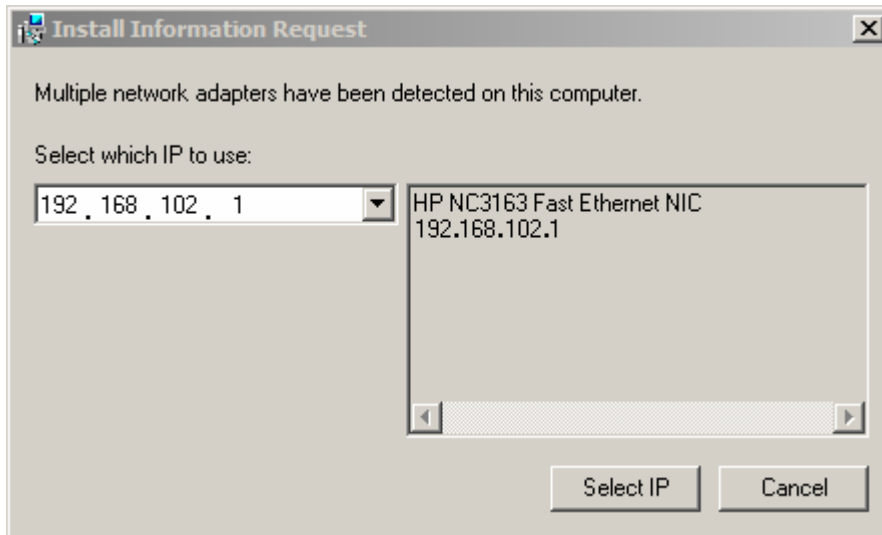 Install Information Request
Multiple network adapters have been detected on this computer.
Select which IP to use:
192 . 168 . 102 . 1
HP NC3163 Fast Ethernet NIC
192.168.102.1
Select IP
Cancel